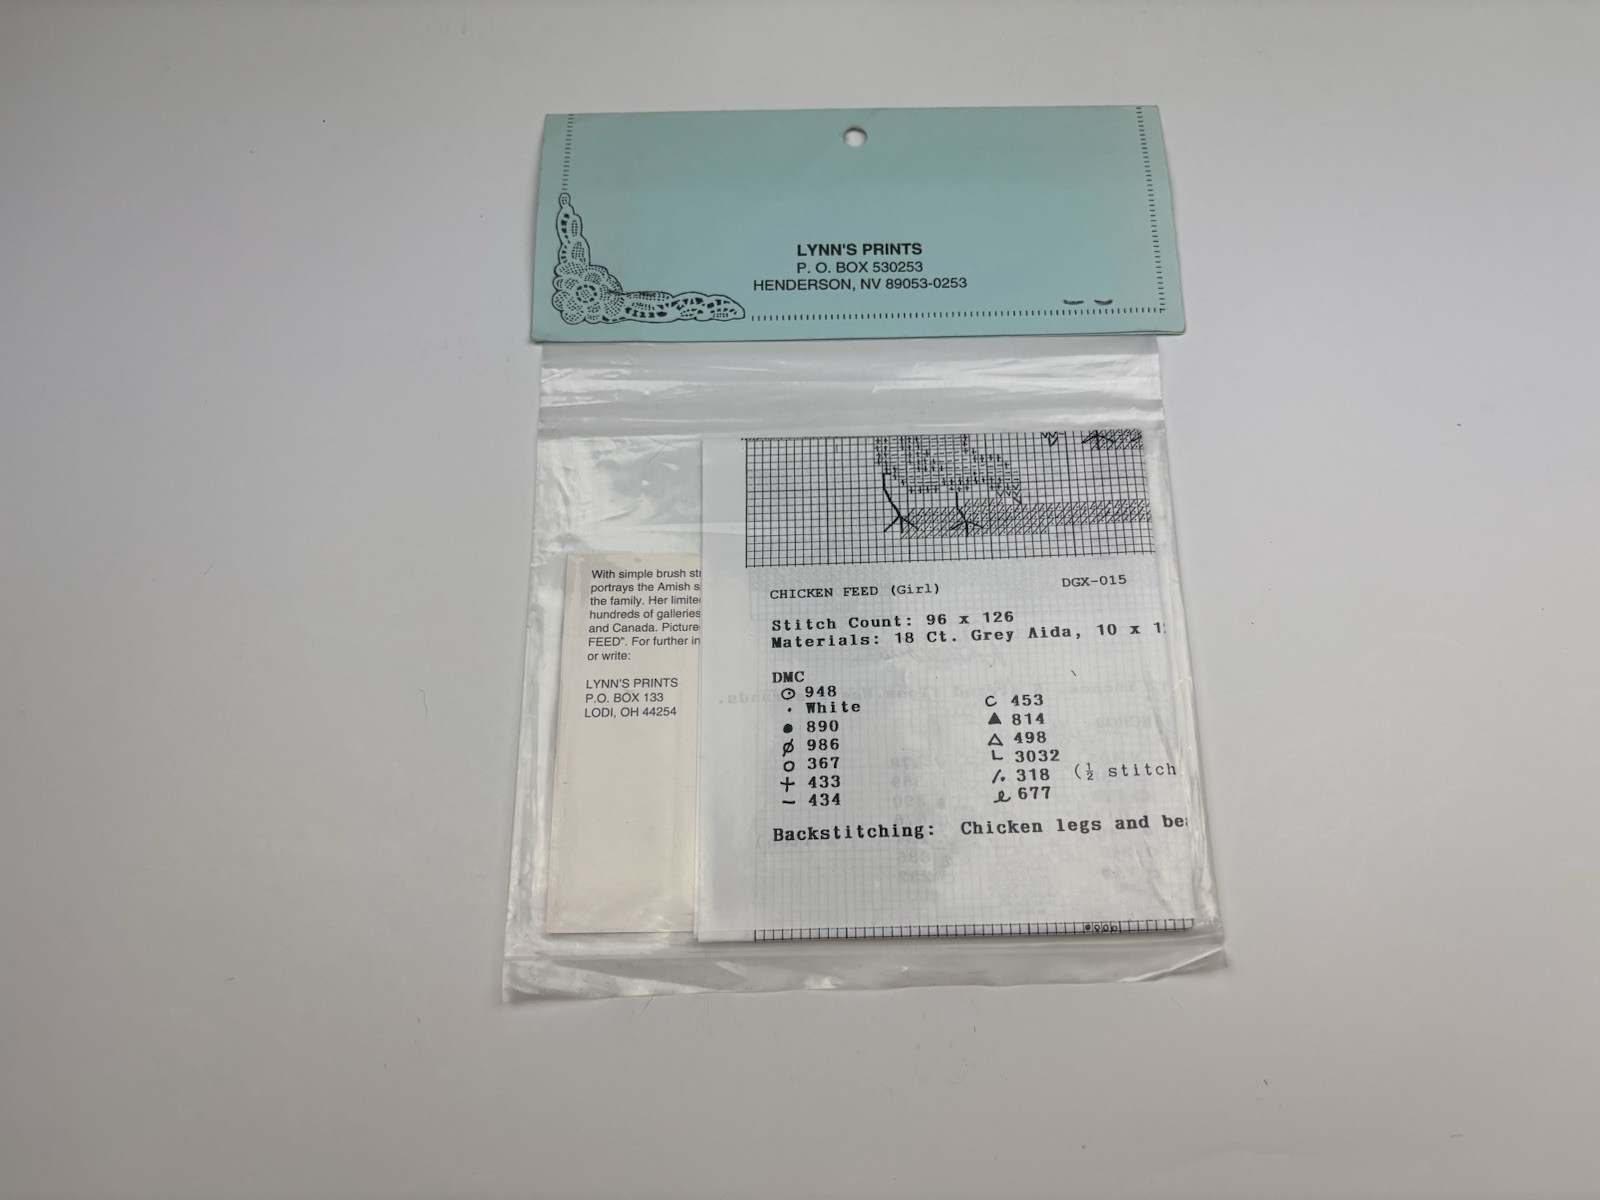 LYNN'S PRINTS
P. O. BOX 530253
HENDERSON, NV 89053-0253
With simple brush
portrays the Amish
the family. Her
hundreds of galleries
and Canada.
FEED". For further
or write:
LYNN'S PRINTS
P.O. BOX 133
LODI, OH 44254
CHICKEN FEED (Girl) DGX-015
Stitch Count: 96 x 126
Materials: 18 Ct. Grey Aida, 10 x
DMC
948
White
890
986
367
433
434
C 453
814
498
L 3032
318 (½ stitch
677
Backstitching: Chicken legs and